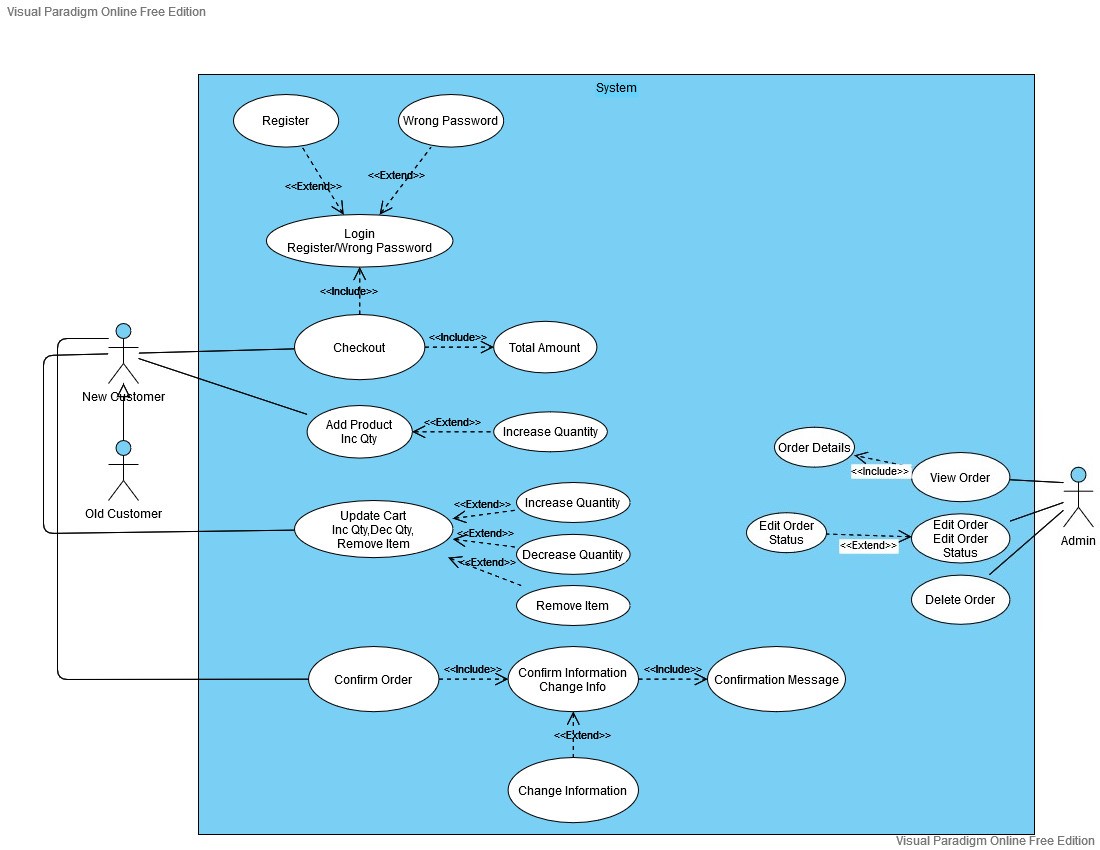 Visual Paradigm Online Free Edition
System
Register
Wrong Password
<<Extend>>
<<Extend>>
Login
Register/Wrong Password
<<Include>>
Checkout
<<Include>>
Total Amount
New Customer
Add Product
Inc Qty
<<Extend>>
Increase Quantity
Old Customer
Update Cart
Inc Qty,Dec Qty,
Remove Item
<<Extend>>
Increase Quantity
<<Extend>>
Decrease Quantity
<<Extend>>
Remove Item
Order Details
<<Include>>
View Order
Edit Order
Status
<<Extend>>
Edit Order
Edit Order
Status
Admin
Delete Order
Confirm Order
<<Include>>
Confirm Information
Change Info
<<Include>>
Confirmation Message
<<Extend>>
Change Information
Visual Paradigm Online Free Edition